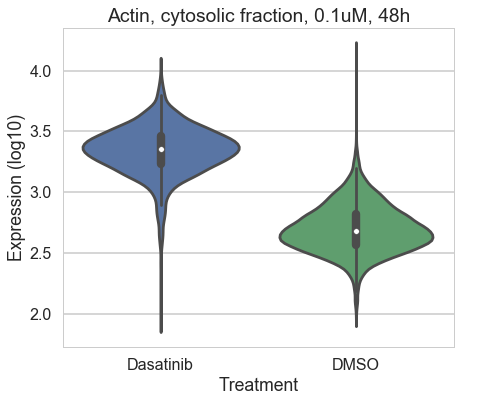 Actin, cytosolic fraction, 0.1uM, 48h
Expression (log10)
4.0
3.5
3.0
2.5
2.0
Dasatinib DMSO
Treatment